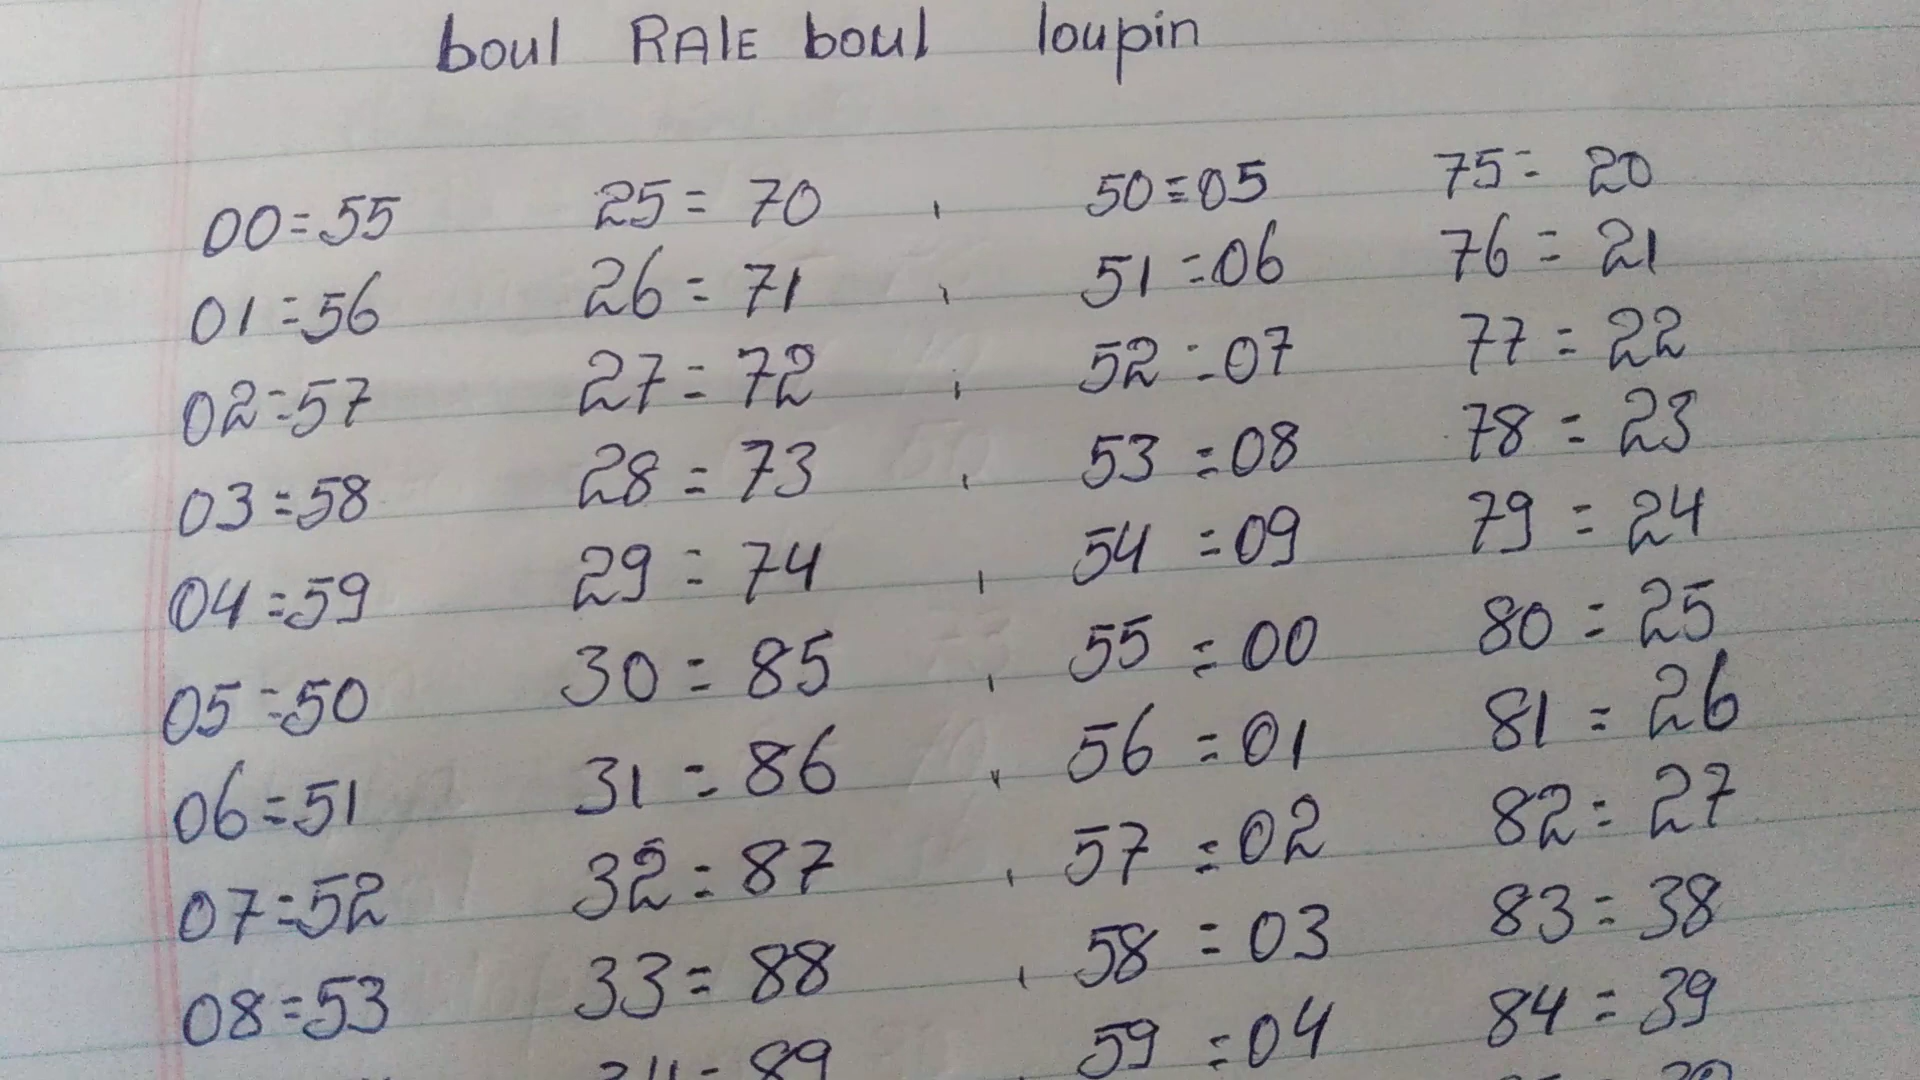 boul RALE boul loupin
00=55 25=70 , 50=05 75=20
01=56 26=71 , 51=06 76=21
02=57 27=72 , 52=07 77=22
03=58 28=73 , 53=08 78=23
04=59 29=74 , 54=09 79=24
05=50 30=85 , 55=00 80=25
06=51 31=86 , 56=01 81=26
07=52 32=87 , 57=02 82=27
08=53 33=88 , 58=03 83=38
34=89 59=04 84=39